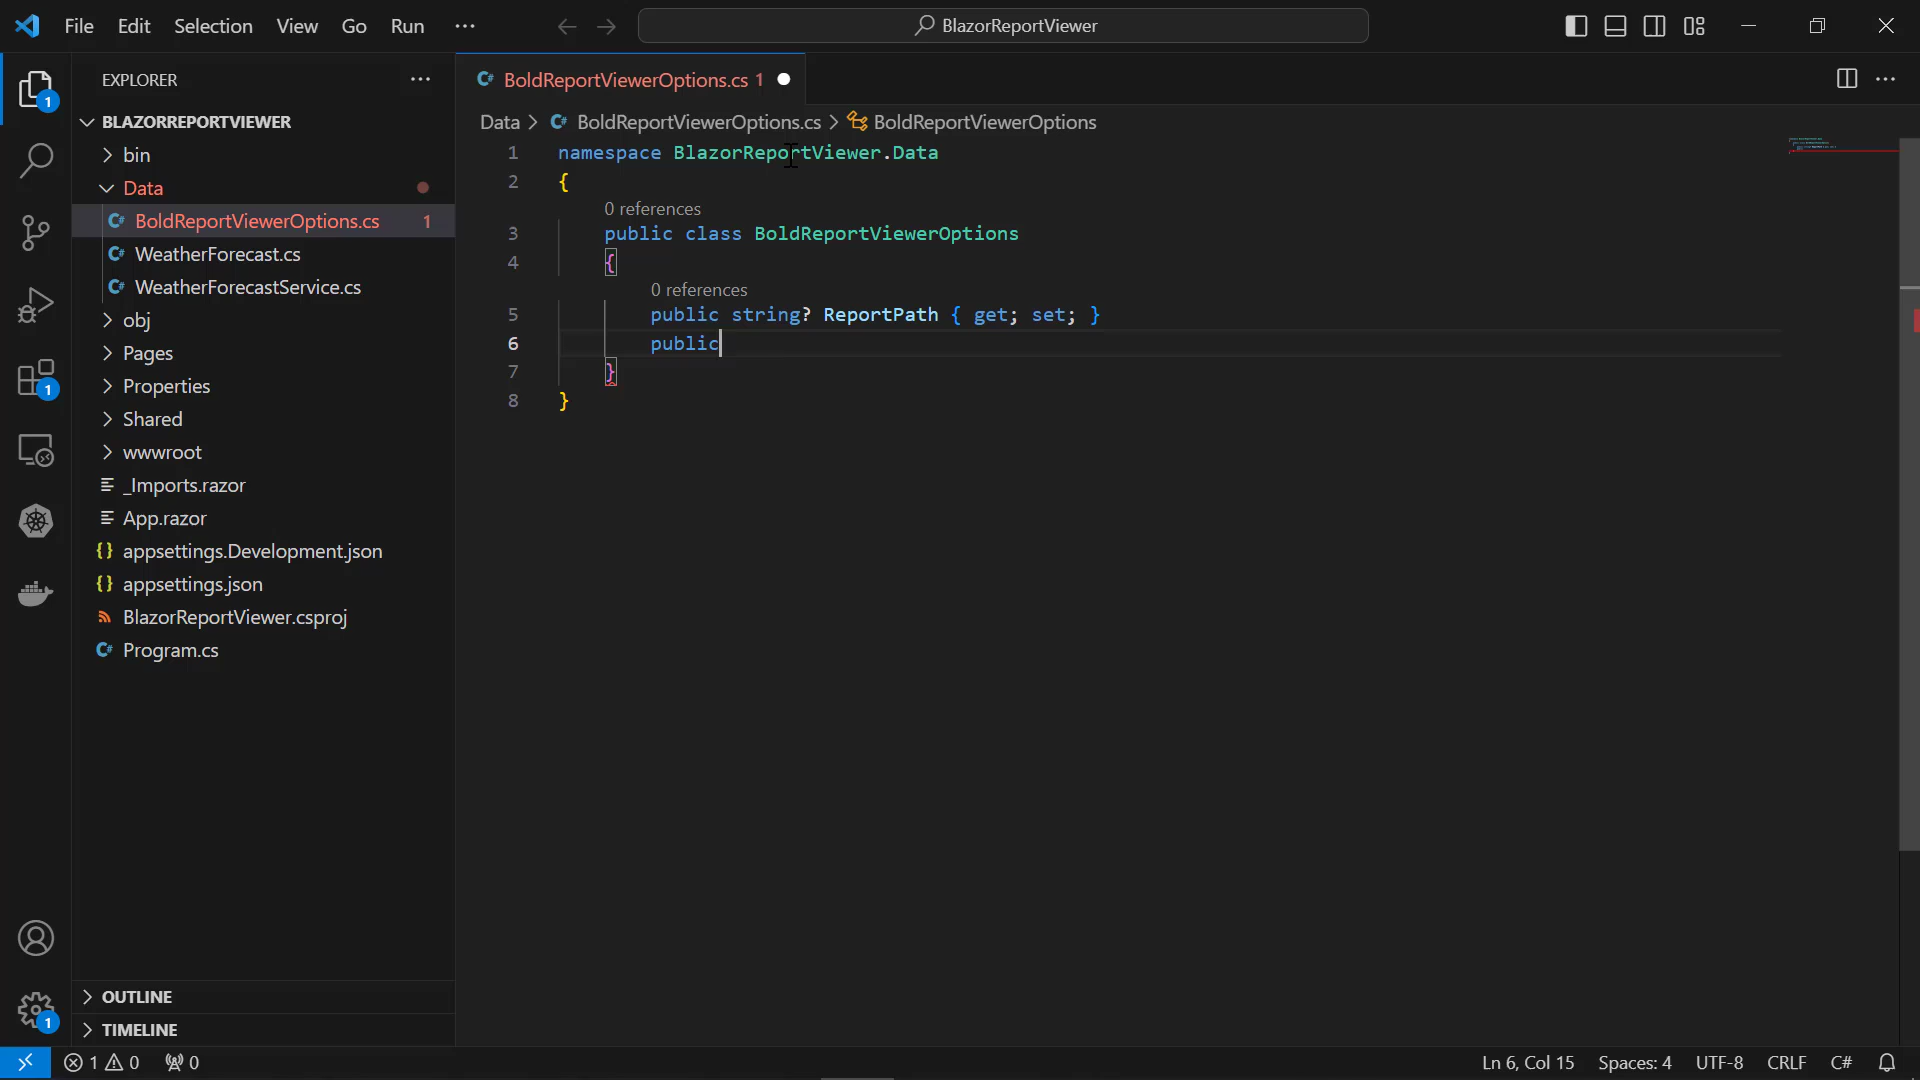 File Edit Selection View Go Run ···
BlazorReportViewer
EXPLORER
BLAZORREPORTVIEWER
bin
Data
BoldReportViewerOptions.cs 1
WeatherForecast.cs
WeatherForecastService.cs
obj
Pages
Properties
Shared
wwwroot
_Imports.razor
App.razor
{} appsettings.Development.json
{} appsettings.json
BlazorReportViewer.csproj
C# Program.cs
OUTLINE
TIMELINE
1
1
1
C# BoldReportViewerOptions.cs 1
Data > C# BoldReportViewerOptions.cs > BoldReportViewerOptions
1 namespace BlazorReportViewer.Data
2 {
0 references
3 public class BoldReportViewerOptions
4 {
0 references
5 public string? ReportPath { get; set; }
6 public
7 }
8 }
1 0 0
Ln 6, Col 15 Spaces: 4 UTF-8 CRLF C#